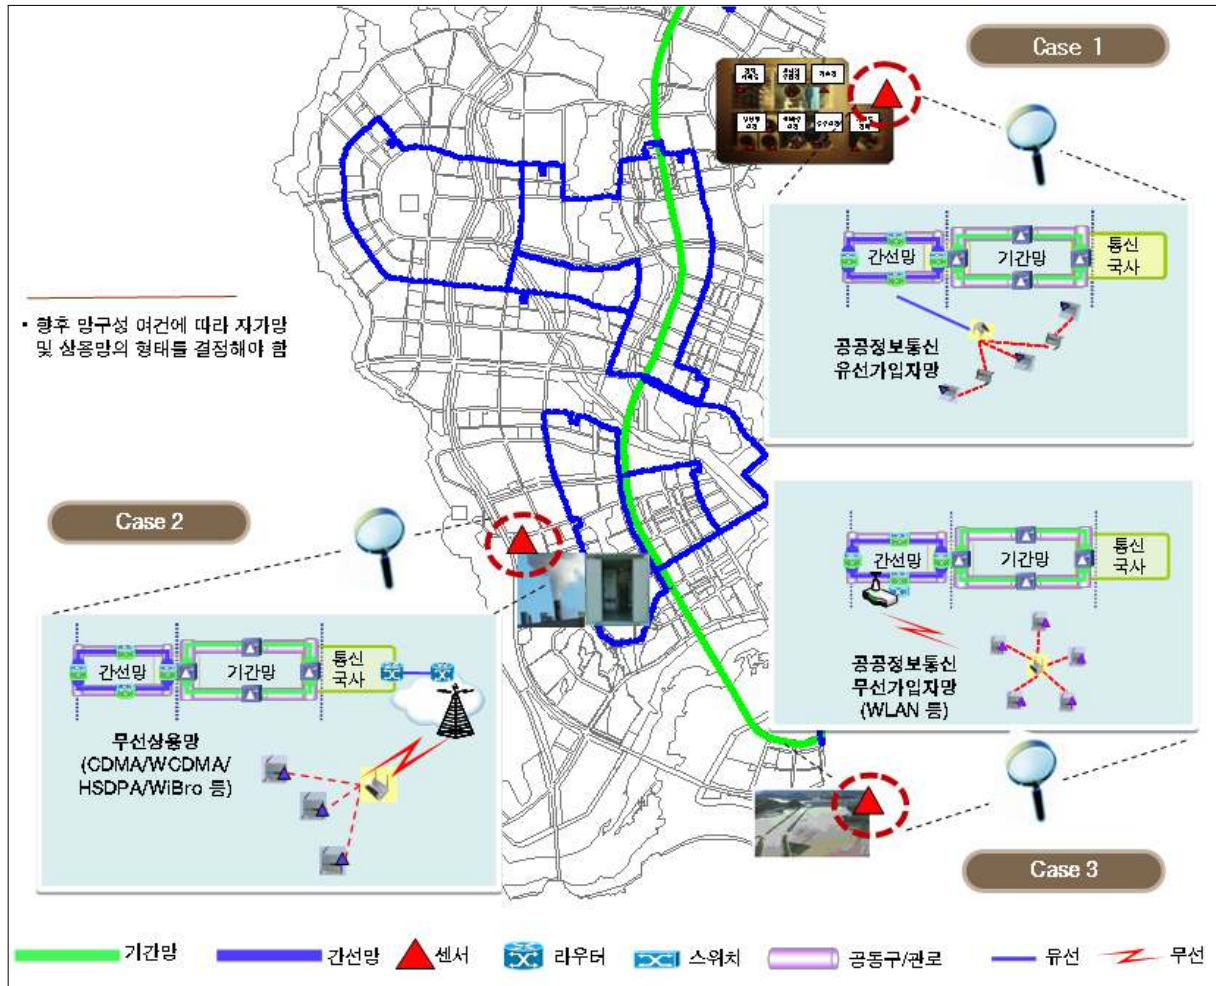 Case 1
간선망
기간망
통신
국사
공공정보통신
유선가입자망
• 향후 망구성 여건에 따라 자가망
및 상용망의 형태를 결정해야 함
Case 2
간선망
기간망
통신
국사
무선상용망
(CDMA/WCDMA/
HSDPA/WiBro 등)
간선망
기간망
통신
국사
공공정보통신
무선가입자망
(WLAN 등)
Case 3
기간망
간선망
센서
라우터
스위치
공동구/관로
유선
무선